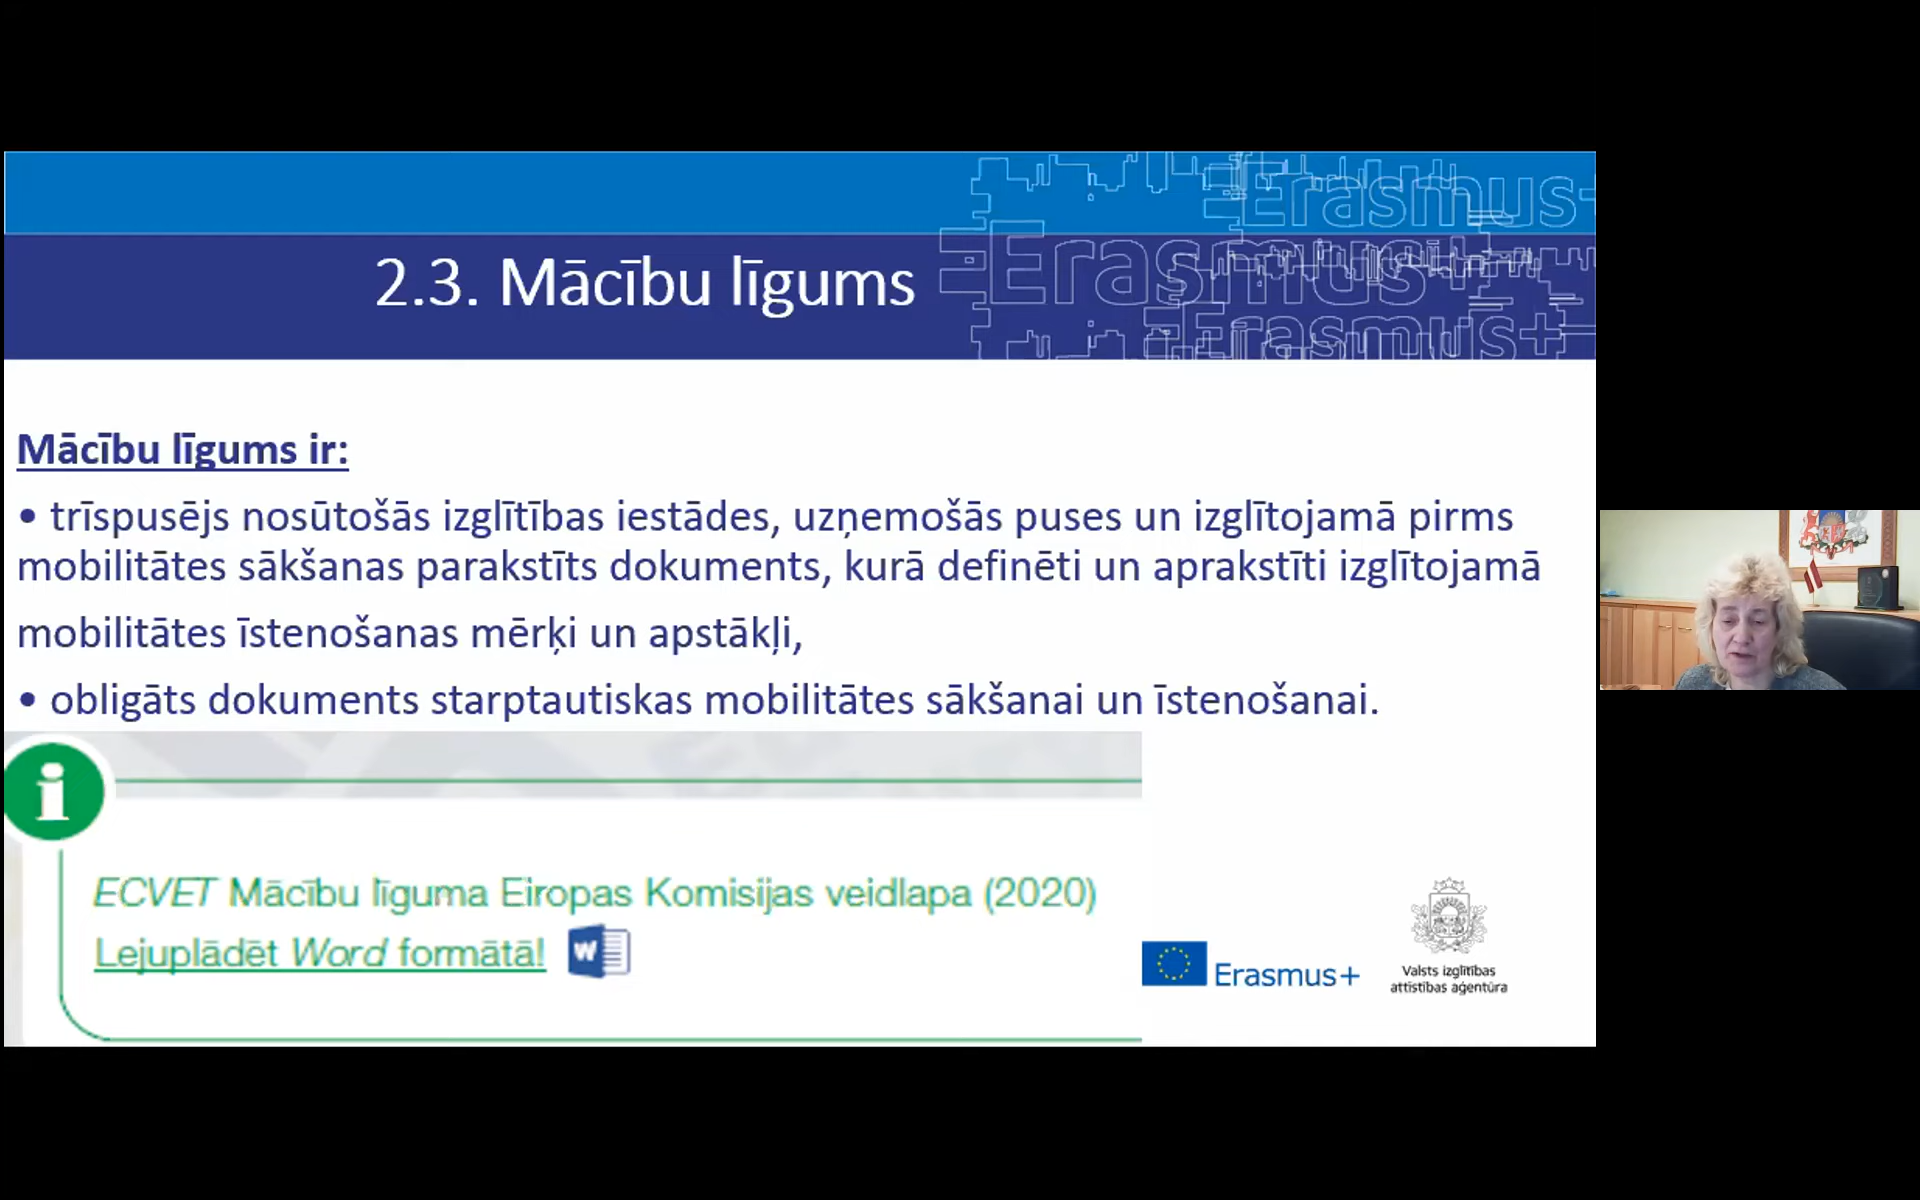 Erasmus+
Erasmus+
Erasmus+
2.3. Mācību līgums
Mācību līgums ir:
• trīspusējs nosūtošās izglītības iestādes, uzņemošās puses un izglītojamā pirms
mobilitātes sākšanas parakstīts dokuments, kurā definēti un aprakstīti izglītojamā
mobilitātes īstenošanas mērķi un apstākļi,
• obligāts dokuments starptautiskas mobilitātes sākšanai un īstenošanai.
i
ECVET Mācību līguma Eiropas Komisijas veidlapa (2020)
Lejuplādēt Word formātā!
W
Erasmus+
Valsts izglītības
attīstības aģentūra